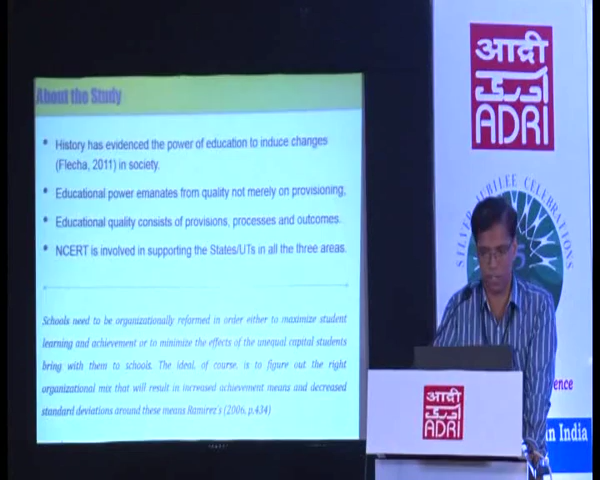 About the Study
• History has evidenced the power of education to induce changes
(Flecha, 2011) in society.
• Educational power emanates from quality not merely on provisioning.
• Educational quality consists of provisions, processes and outcomes.
• NCERT is involved in supporting the States/UTs in all the three areas.
Schools need to be organizationally reformed in order either to maximize student
learning and achievement or to minimize the effects of the unequal capital students
bring with them to schools. The ideal, of course, is to figure out the right
organizational mix that will result in increased achievement means and decreased
standard deviations around these means Ramirez's (2006, p.434)
आद्री
ADRI
SILVER JUBILEE CELEBRATIONS
ence
in India
आद्री
ADRI